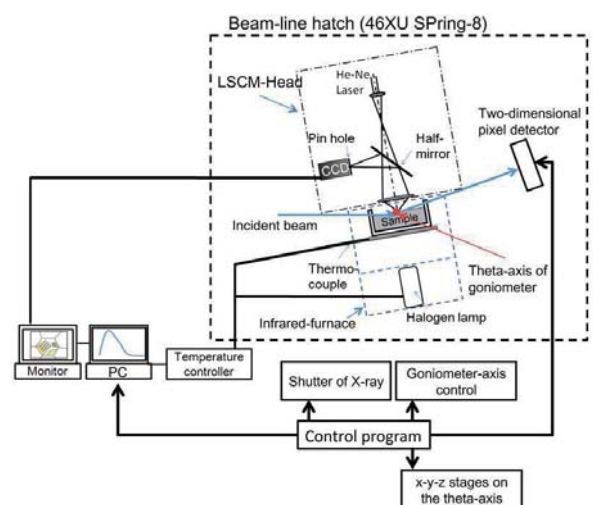 Beam-line hatch (46XU SPring-8)
LSCM-Head
He-Ne
Laser
Two-dimensional
pixel detector
Pin hole
Half-
mirror
CCD
Incident beam
Sample
Thermo-
couple
Theta-axis of
goniometer
Infrared-furnace
Halogen lamp
Monitor
PC
Temperature
controller
Shutter of X-ray
Goniometer-axis
control
Control program
x-y-z stages on
the theta-axis